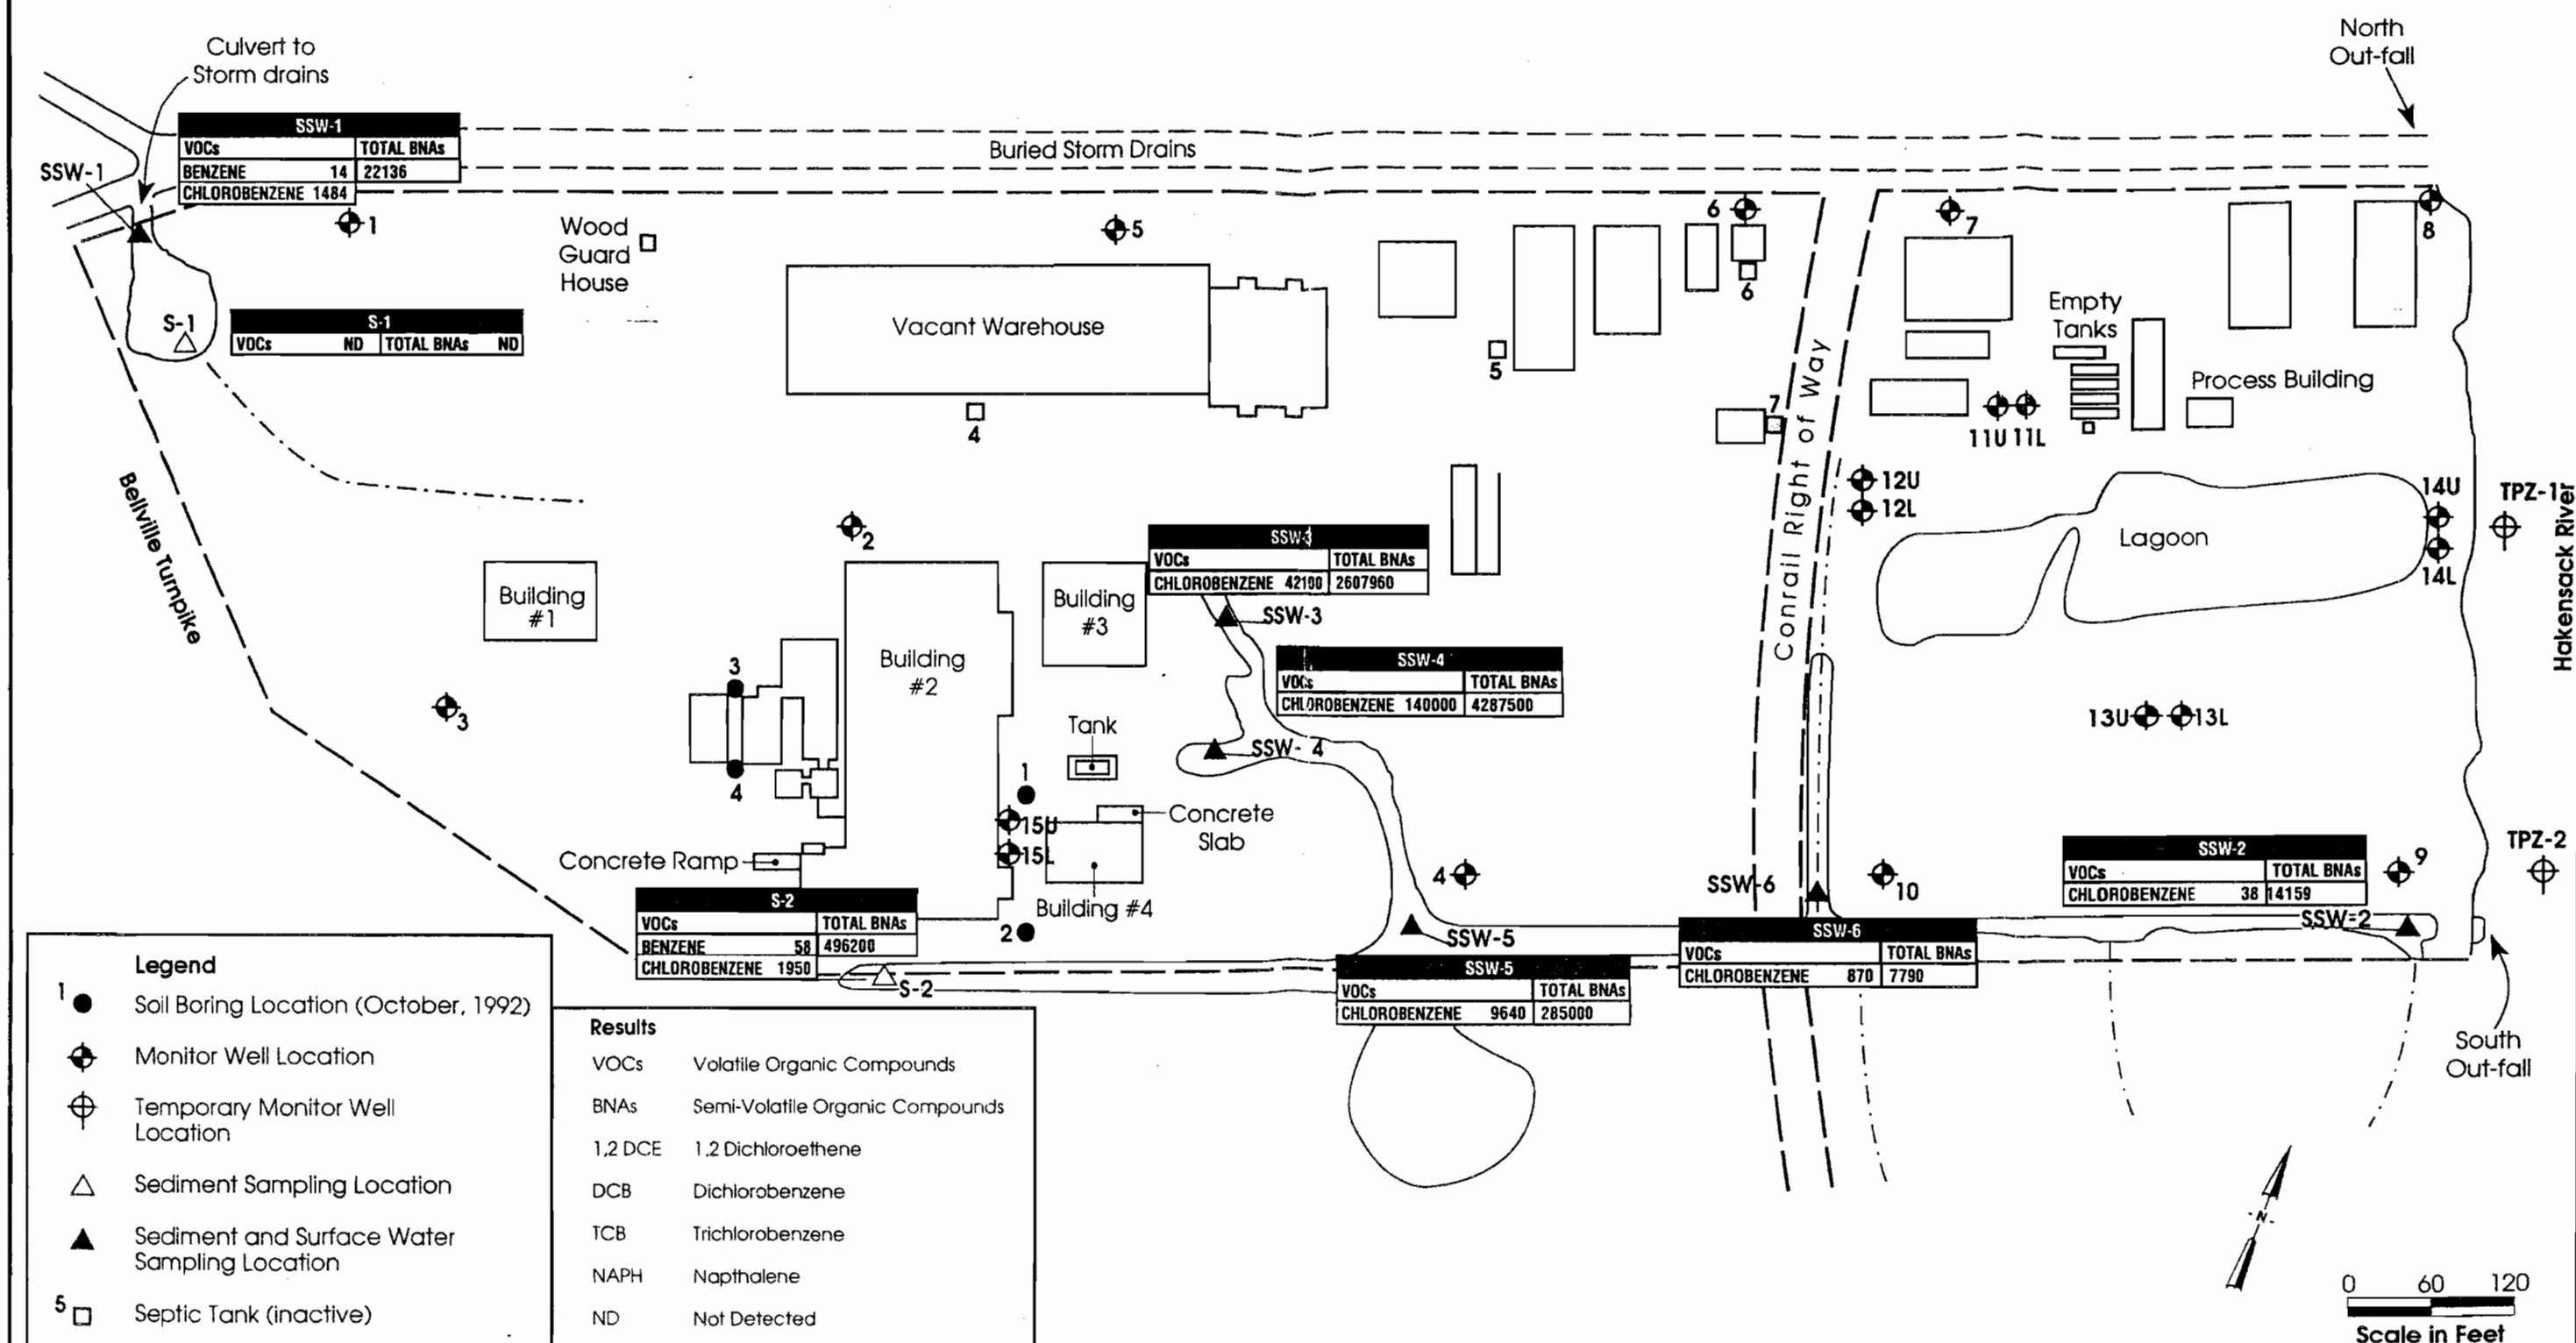 Culvert to
Storm drains
North
Out-fall
SSW-1
VOCs TOTAL BNAs
BENZENE 14 22136
CHLOROBENZENE 1484
SSW-1
Buried Storm Drains
1
Wood
Guard
House
5
6
7
8
6
S-1
S-1
VOCs ND TOTAL BNAs ND
Vacant Warehouse
5
4
Empty
Tanks
Process Building
7
11U 11L
Conrall Right of Way
12U
12L
Lagoon
14U
14L
TPZ-1
Hakensack River
Bellville Turnpike
2
Building
#1
Building
#2
Building
#3
SSW-3
VOCs TOTAL BNAs
CHLOROBENZENE 42100 2607960
SSW-3
SSW-4
VOCs TOTAL BNAs
CHLOROBENZENE 140000 4287500
SSW- 4
3
3
4
Tank
1
15U
15L
Concrete
Slab
Concrete Ramp
Building #4
2
13U 13L
4
SSW-6
10
SSW-2
VOCs TOTAL BNAs
CHLOROBENZENE 38 14159
9
TPZ-2
SSW=2
S-2
VOCs TOTAL BNAs
BENZENE 58 496200
CHLOROBENZENE 1950
S-2
SSW-5
SSW-5
VOCs TOTAL BNAs
CHLOROBENZENE 9640 285000
SSW-6
VOCs TOTAL BNAs
CHLOROBENZENE 870 7790
South
Out-fall
Legend
1 Soil Boring Location (October, 1992)
Monitor Well Location
Temporary Monitor Well
Location
Sediment Sampling Location
Sediment and Surface Water
Sampling Location
5 Septic Tank (inactive)
Results
VOCs Volatile Organic Compounds
BNAs Semi-Volatile Organic Compounds
1,2 DCE 1,2 Dichloroethene
DCB Dichlorobenzene
TCB Trichlorobenzene
NAPH Napthalene
ND Not Detected
-N-
0 60 120
Scale in Feet